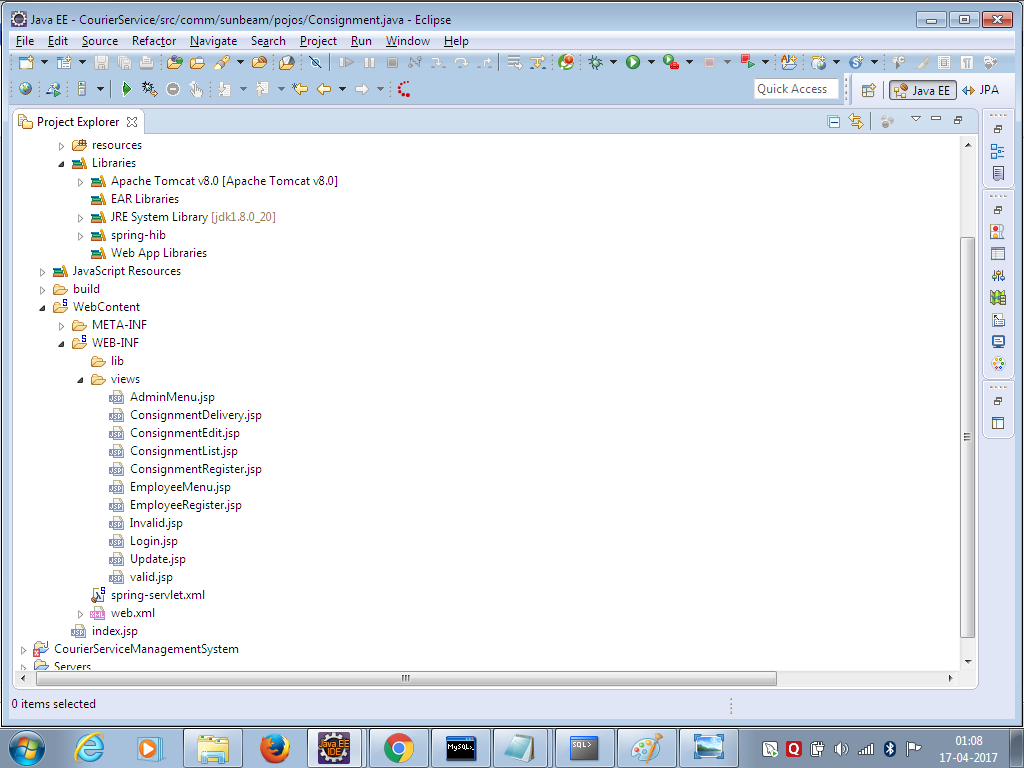 Java EE - CourierService/src/comm/sunbeam/pojos/Consignment.java - Eclipse
File Edit Source Refactor Navigate Search Project Run Window Help
Quick Access Java EE JPA
Project Explorer
resources
Libraries
Apache Tomcat v8.0 [Apache Tomcat v8.0]
EAR Libraries
JRE System Library [jdk1.8.0_20]
spring-hib
Web App Libraries
JavaScript Resources
build
WebContent
META-INF
WEB-INF
lib
views
AdminMenu.jsp
ConsignmentDelivery.jsp
ConsignmentEdit.jsp
ConsignmentList.jsp
ConsignmentRegister.jsp
EmployeeMenu.jsp
EmployeeRegister.jsp
Invalid.jsp
Login.jsp
Update.jsp
valid.jsp
spring-servlet.xml
web.xml
index.jsp
CourierServiceManagementSystem
Servers
0 items selected
Java EE
IDE
MySQL>
SQL>
01:08
17-04-2017